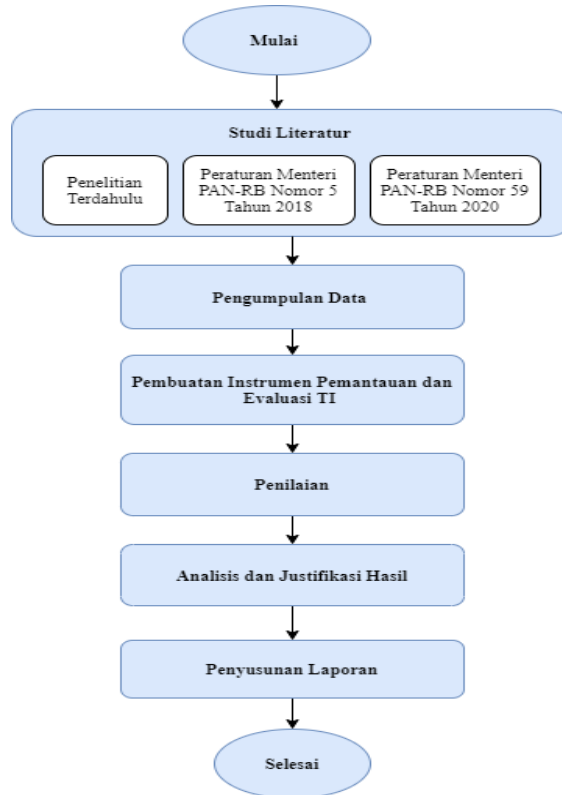 Mulai
Studi Literatur
Penelitian
Terdahulu
Peraturan Menteri
PAN-RB Nomor 5
Tahun 2018
Peraturan Menteri
PAN-RB Nomor 59
Tahun 2020
Pengumpulan Data
Pembuatan Instrumen Pemantauan dan
Evaluasi TI
Penilaian
Analisis dan Justifikasi Hasil
Penyusunan Laporan
Selesai